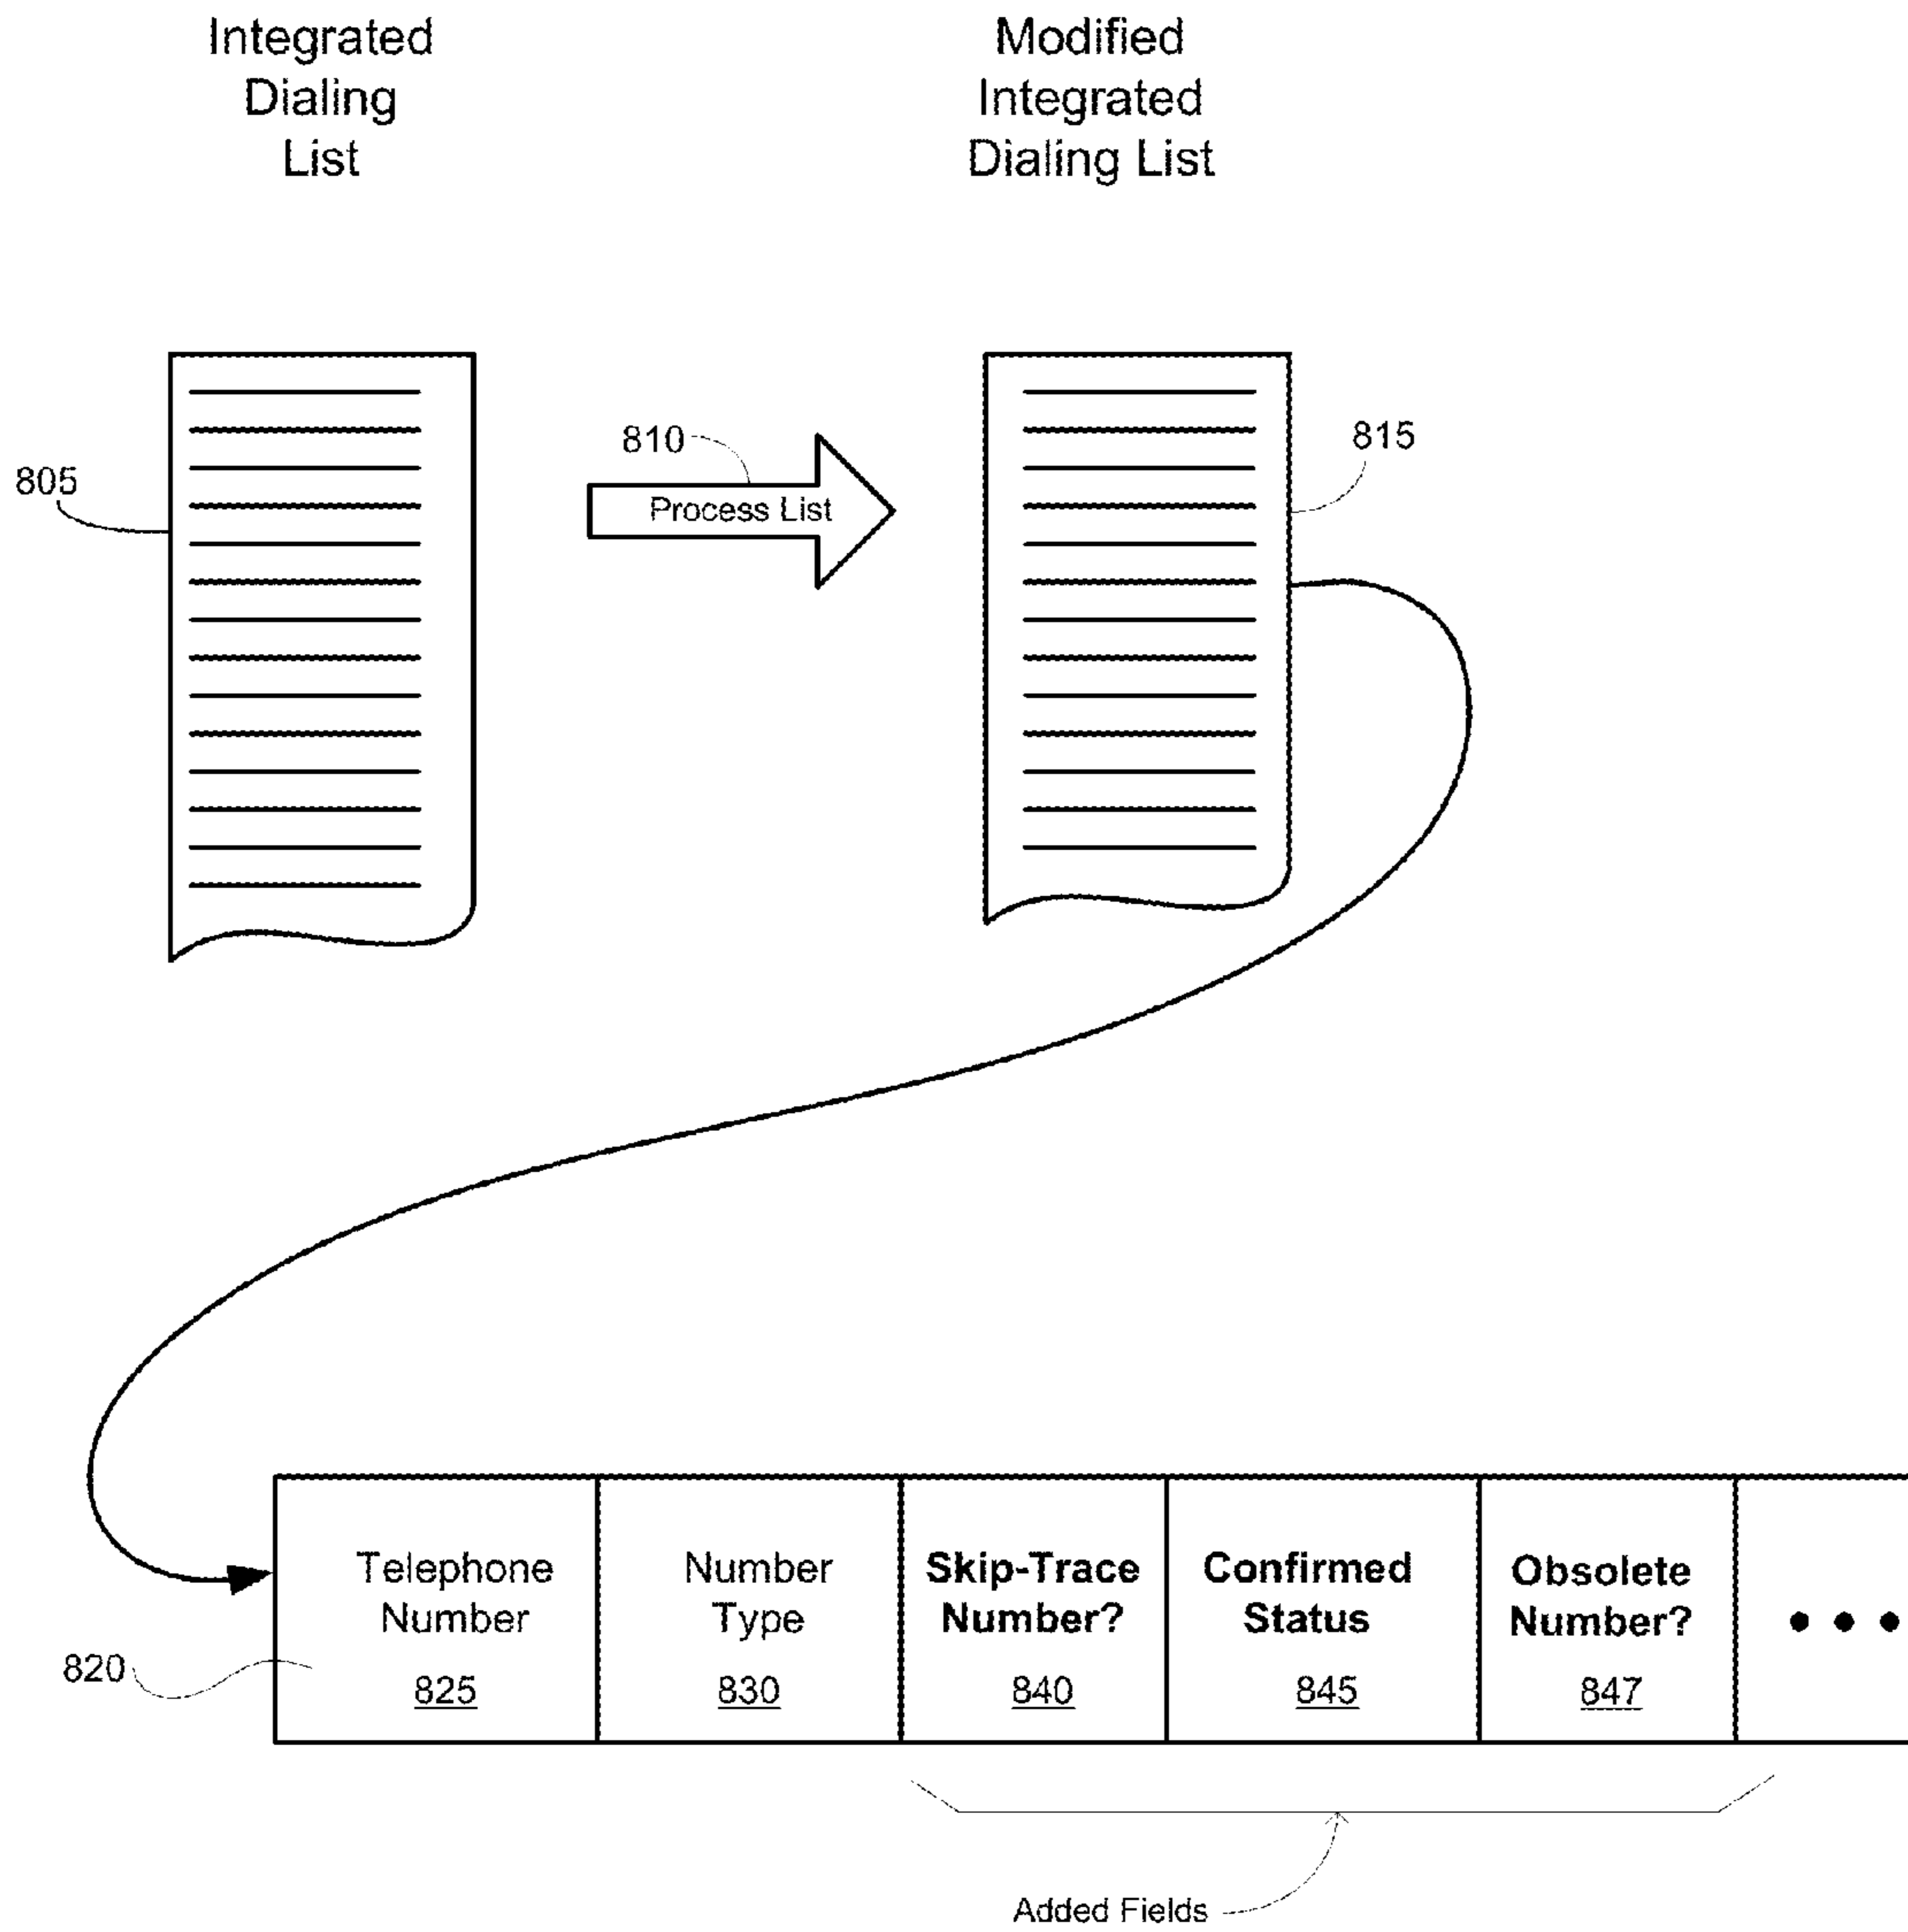 Integrated
Dialing
List
Modified
Integrated
Dialing List
805
810
Process List
815
820
Telephone
Number
825
Number
Type
830
Skip-Trace
Number?
840
Confirmed
Status
845
Obsolete
Number?
847
• • •
Added Fields